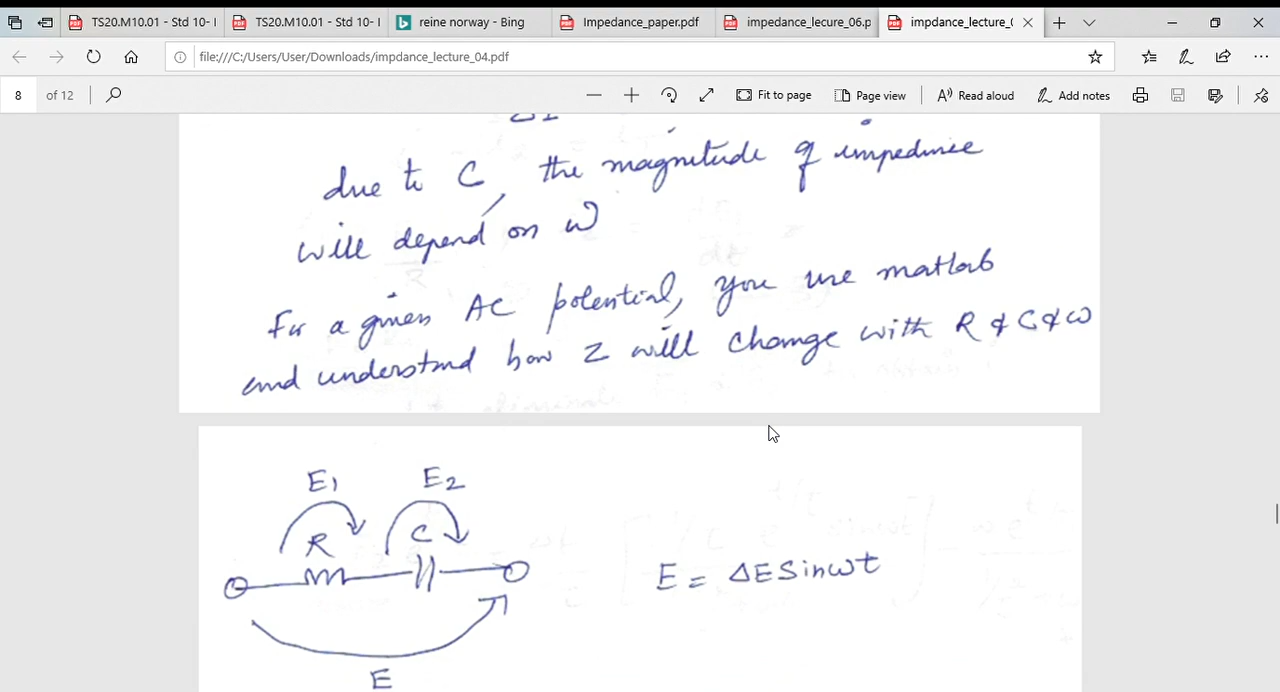 TS20.M10.01 - Std 10- I
TS20.M10.01 - Std 10- I
reine norway - Bing
Impedance_paper.pdf
impedance_lecure_06.p
impdance_lecture_(
file:///C:/Users/User/Downloads/impdance_lecture_04.pdf
8 of 12
Fit to page
Page view
Read aloud
Add notes
due to C, the magnitude of impedance
will depend on ω
For a given AC potential, you use matlab
and understand how Z will change with R & C & ω
E1 E2
R C
E = ΔE Sinωt
E